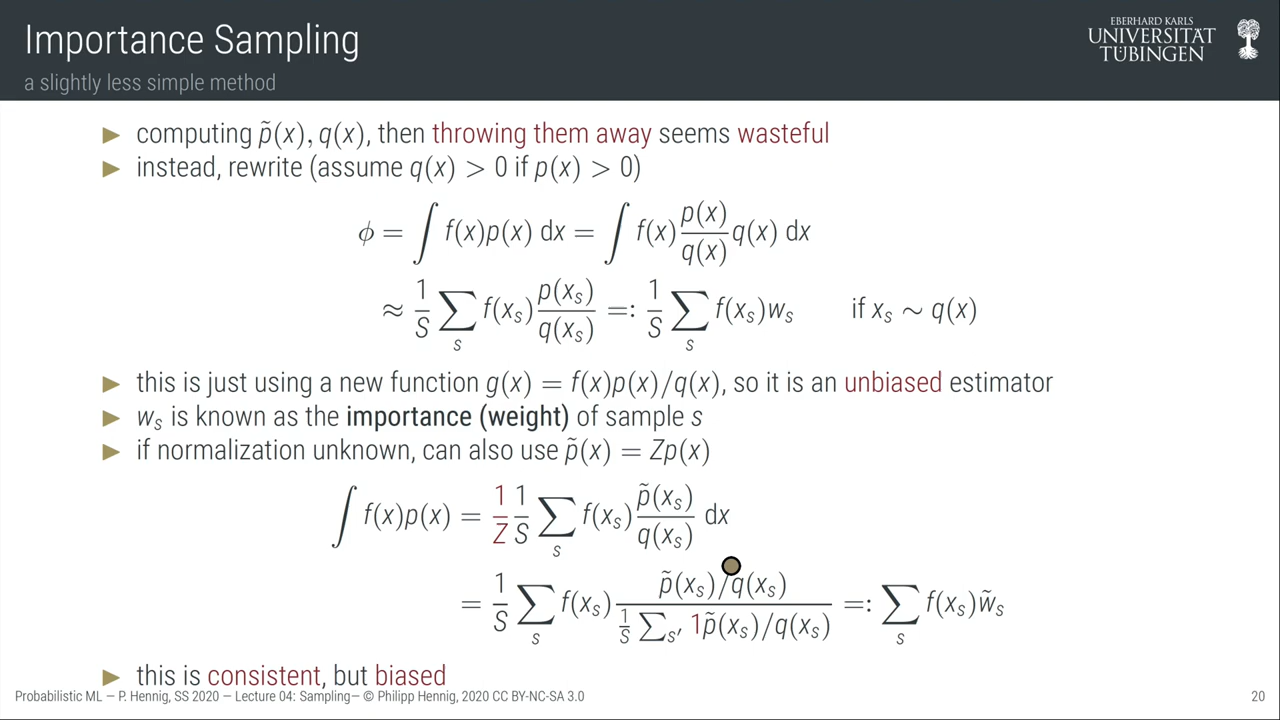 Importance Sampling
a slightly less simple method
EBERHARD KARLS
UNIVERSITÄT
TÜBINGEN
▶ computing p̃(x), q(x), then throwing them away seems wasteful
▶ instead, rewrite (assume q(x) > 0 if p(x) > 0)
ϕ = ∫ f(x)p(x) dx = ∫ f(x) p(x)/q(x) q(x) dx
≈ 1/S ∑_s f(x_s) p(x_s)/q(x_s) =: 1/S ∑_s f(x_s)w_s if x_s ∼ q(x)
▶ this is just using a new function g(x) = f(x)p(x)/q(x), so it is an unbiased estimator
▶ w_s is known as the importance (weight) of sample s
▶ if normalization unknown, can also use p̃(x) = Zp(x)
∫ f(x)p(x) = 1/Z 1/S ∑_s f(x_s) p̃(x_s)/q(x_s) dx
= 1/S ∑_s f(x_s) (p̃(x_s)/q(x_s))/(1/S ∑_s′ 1p̃(x_s)/q(x_s)) =: ∑_s f(x_s)w̃_s
▶ this is consistent, but biased
Probabilistic ML — P. Hennig, SS 2020 — Lecture 04: Sampling— © Philipp Hennig, 2020 CC BY-NC-SA 3.0
20